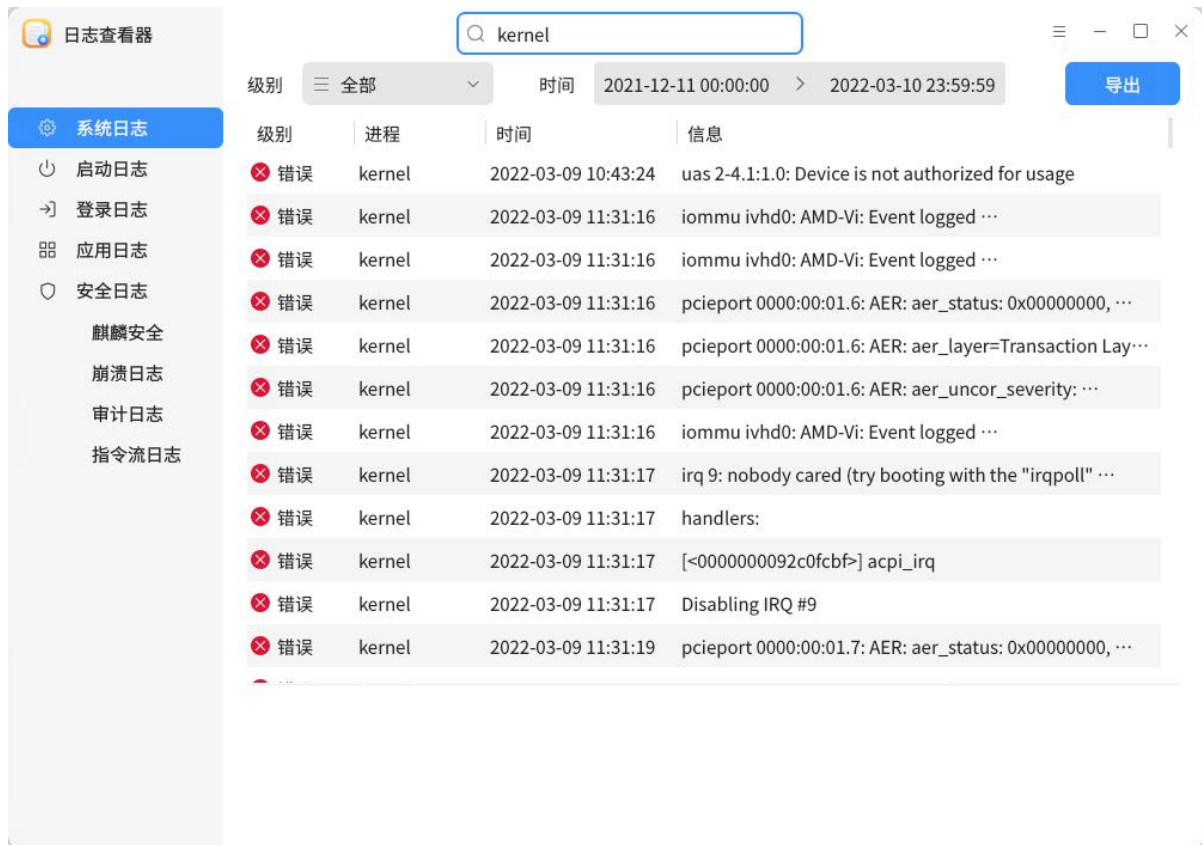 日志查看器
kernel
级别 全部 时间 2021-12-11 00:00:00 > 2022-03-10 23:59:59 导出
系统日志
启动日志
登录日志
应用日志
安全日志
麒麟安全
崩溃日志
审计日志
指令流日志
级别 进程 时间 信息
错误 kernel 2022-03-09 10:43:24 uas 2-4.1:1.0: Device is not authorized for usage
错误 kernel 2022-03-09 11:31:16 iommu ivhd0: AMD-Vi: Event logged ⋯
错误 kernel 2022-03-09 11:31:16 iommu ivhd0: AMD-Vi: Event logged ⋯
错误 kernel 2022-03-09 11:31:16 pcieport 0000:00:01.6: AER: aer_status: 0x00000000, ⋯
错误 kernel 2022-03-09 11:31:16 pcieport 0000:00:01.6: AER: aer_layer=Transaction Lay⋯
错误 kernel 2022-03-09 11:31:16 pcieport 0000:00:01.6: AER: aer_uncor_severity: ⋯
错误 kernel 2022-03-09 11:31:16 iommu ivhd0: AMD-Vi: Event logged ⋯
错误 kernel 2022-03-09 11:31:17 irq 9: nobody cared (try booting with the "irqpoll" ⋯
错误 kernel 2022-03-09 11:31:17 handlers:
错误 kernel 2022-03-09 11:31:17 [<0000000092c0fcbf>] acpi_irq
错误 kernel 2022-03-09 11:31:17 Disabling IRQ #9
错误 kernel 2022-03-09 11:31:19 pcieport 0000:00:01.7: AER: aer_status: 0x00000000, ⋯